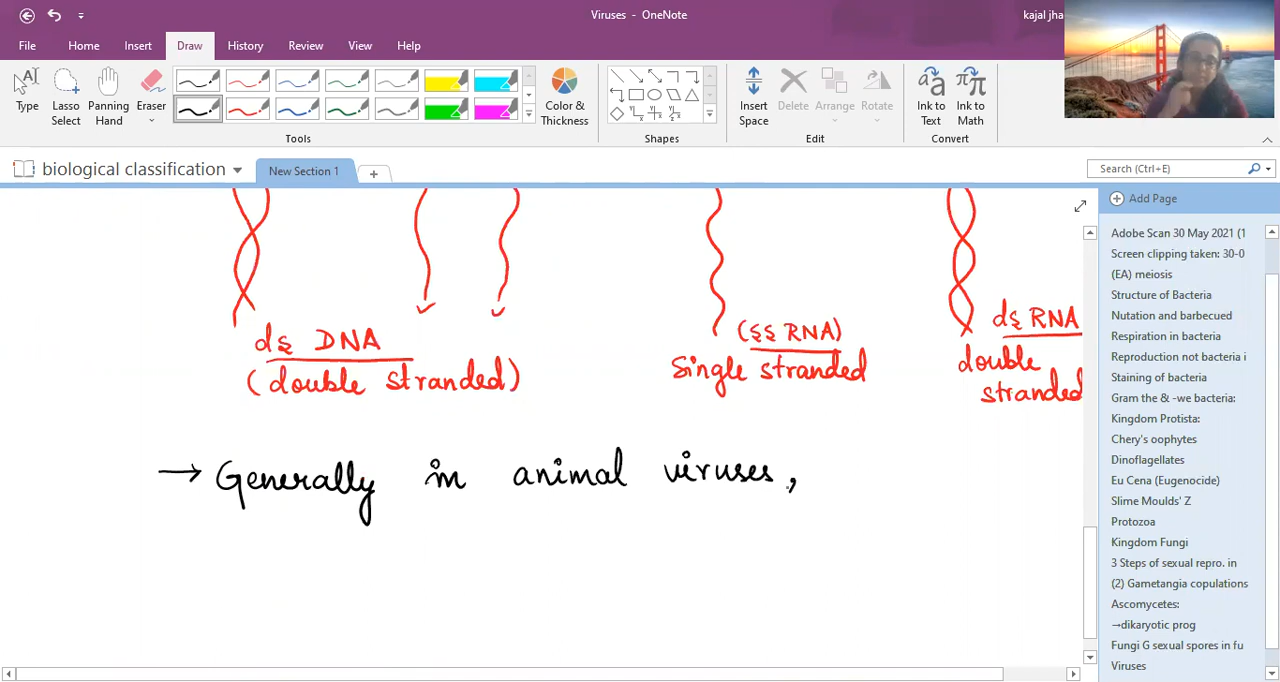 Viruses - OneNote
kajal jha
File Home Insert Draw History Review View Help
Type
Lasso Select
Panning Hand
Eraser
Tools
Color & Thickness
Shapes
Insert Space
Delete
Arrange
Rotate
Edit
Ink to Text
Ink to Math
Convert
biological classification
New Section 1
Search (Ctrl+E)
ds DNA
(double stranded)
(ss RNA)
Single stranded
ds RNA
double
stranded
→ Generally in animal viruses,
Add Page
Adobe Scan 30 May 2021 (1
Screen clipping taken: 30-0
(EA) meiosis
Structure of Bacteria
Nutation and barbecued
Respiration in bacteria
Reproduction not bacteria i
Staining of bacteria
Gram the & -we bacteria:
Kingdom Protista:
Chery's oophytes
Dinoflagellates
Eu Cena (Eugenocide)
Slime Moulds' Z
Protozoa
Kingdom Fungi
3 Steps of sexual repro. in
(2) Gametangia copulations
Ascomycetes:
→dikaryotic prog
Fungi G sexual spores in fu
Viruses